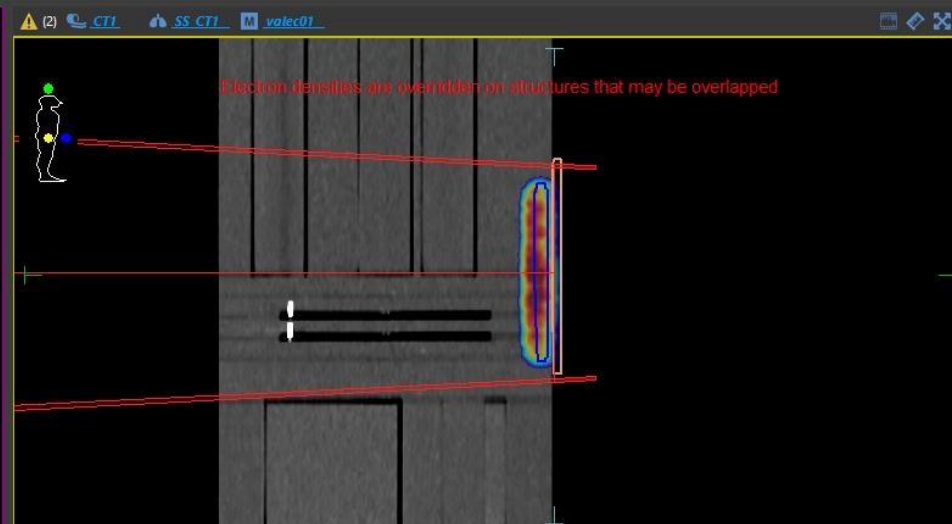 (2) CT1 SS_CT1 M valec01
Electron densities are overridden on structures that may be overlapped